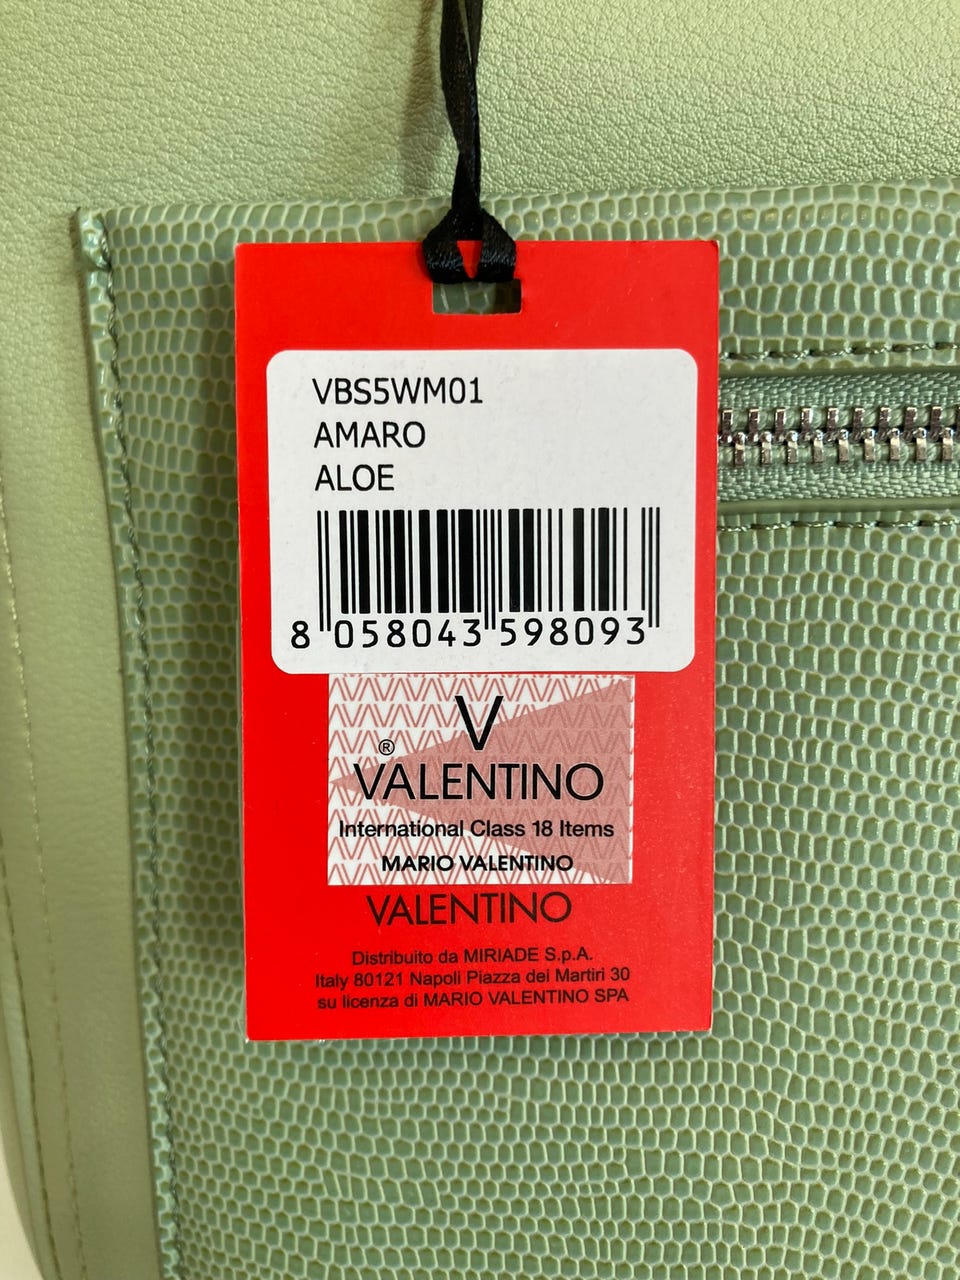 VBS5WM01
AMARO
ALOE
8 058043 598093
V
® VALENTINO
International Class 18 Items
MARIO VALENTINO
VALENTINO
Distribuito da MIRIADE S.p.A.
Italy 80121 Napoli Piazza dei Martiri 30
su licenza di MARIO VALENTINO SPA